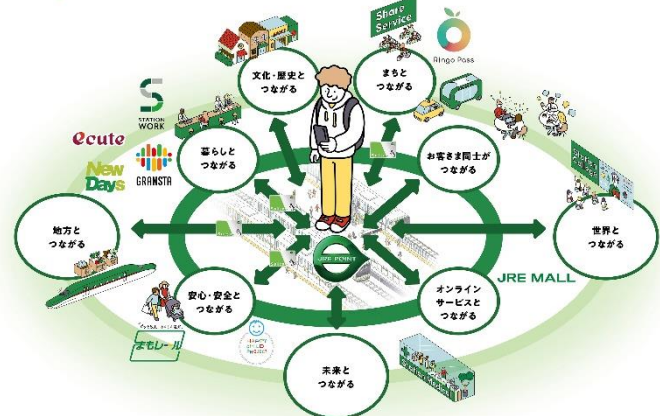 Share
Service
Ringo Pass
文化・歴史と
つながる
まちと
つながる
STATION
WORK
ecute
New
Days
GRANSTA
暮らしと
つながる
お客さま同士が
つながる
地方と
つながる
世界と
つながる
JRE POINT
JRE MALL
安心・安全と
つながる
オンライン
サービスと
つながる
まもレール
未来と
つながる